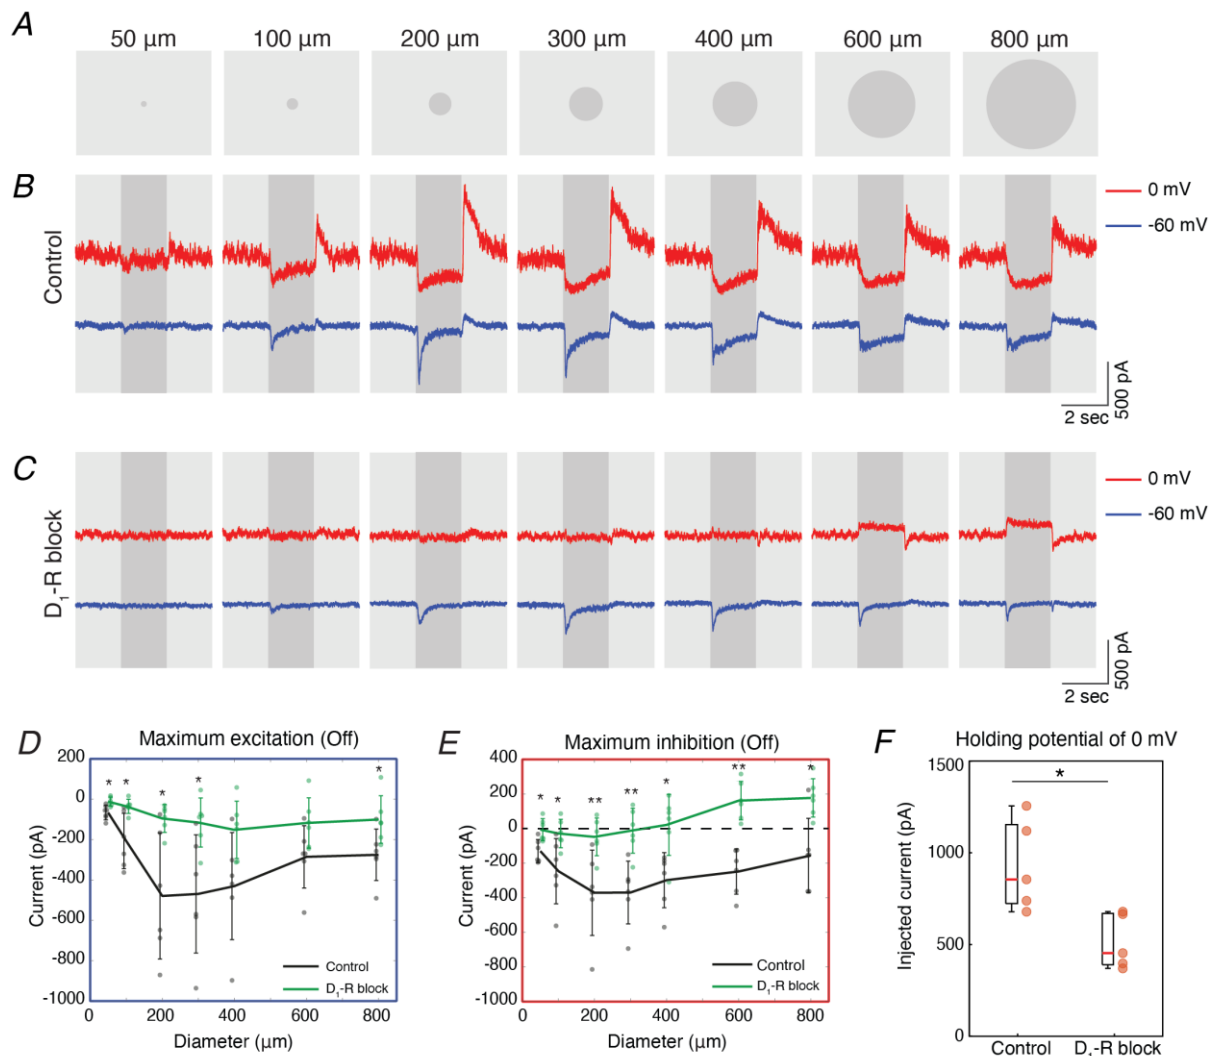 A
50 µm 100 µm 200 µm 300 µm 400 µm 600 µm 800 µm
B
Control
0 mV
-60 mV
500 pA
2 sec
C
D₁-R block
0 mV
-60 mV
500 pA
2 sec
D
Maximum excitation (Off)
200
0
-200
-400
-600
-800
-1000
Current (pA)
* * * * *
Control
D₁-R block
0 200 400 600 800
Diameter (µm)
E
Maximum inhibition (Off)
400
200
0
-200
-400
-600
-800
-1000
Current (pA)
* * ** ** * ** *
Control
D₁-R block
0 200 400 600 800
Diameter (µm)
F
Holding potential of 0 mV
1500
1000
500
0
Injected current (pA)
*
Control D₁-R block